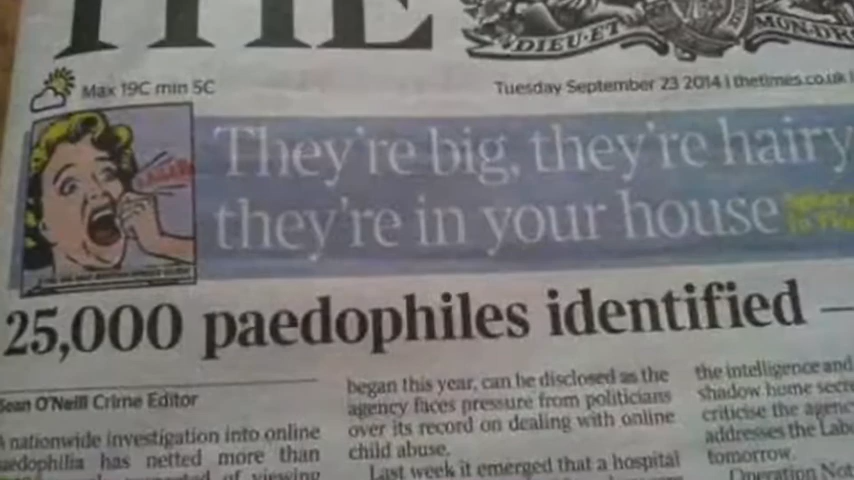 THE
DIEU·ET MON·DR
Max 19C min 5C
Tuesday September 23 2014 | thetimes.co.uk |
They're big, they're hairy
they're in your house
25,000 paedophiles identified —
Sean O'Neill Crime Editor
A nationwide investigation into online
paedophilia has netted more than
of viewing
began this year, can be disclosed as the
agency faces pressure from politicians
over its record on dealing with online
child abuse.
Last week it emerged that a hospital
the intelligence and
shadow home secre
criticise the agenc
addresses the Labo
tomorrow.
Operation Not